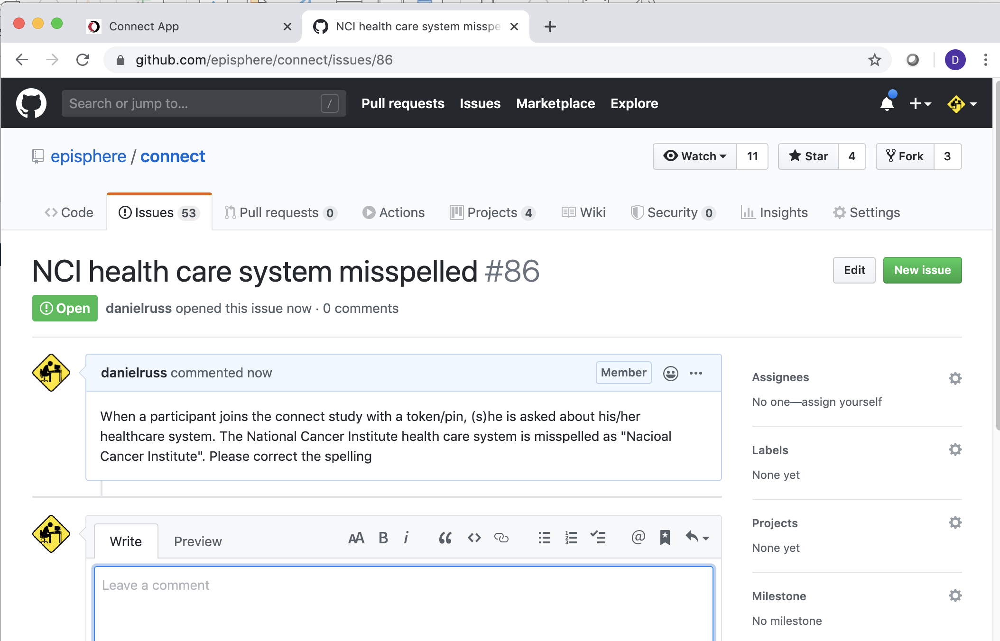 Connect App
NCI health care system misspe
github.com/episphere/connect/issues/86
D
Search or jump to...
/
Pull requests
Issues
Marketplace
Explore
episphere / connect
Watch 11
Star 4
Fork 3
Code
Issues 53
Pull requests 0
Actions
Projects 4
Wiki
Security 0
Insights
Settings
NCI health care system misspelled #86
Edit
New issue
Open
danielruss opened this issue now · 0 comments
danielruss commented now
Member
When a participant joins the connect study with a token/pin, (s)he is asked about his/her
healthcare system. The National Cancer Institute health care system is misspelled as "Nacioal
Cancer Institute". Please correct the spelling
Assignees
No one—assign yourself
Labels
None yet
Projects
None yet
Milestone
No milestone
Write
Preview
AA B i
@
Leave a comment